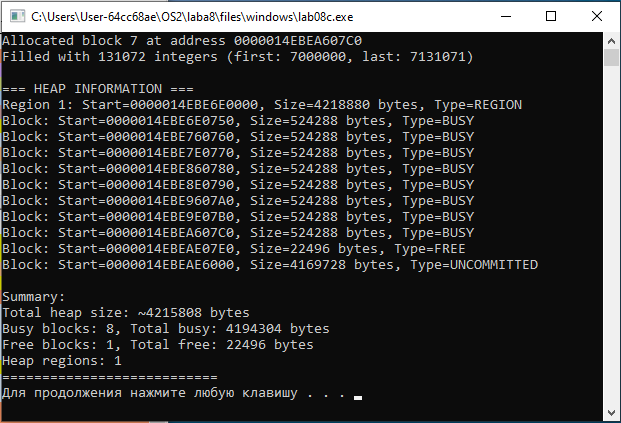 C:\Users\User-64cc68ae\OS2\laba8\files\windows\lab08c.exe
Allocated block 7 at address 0000014EBEA607C0
Filled with 131072 integers (first: 7000000, last: 7131071)
=== HEAP INFORMATION ===
Region 1: Start=0000014EBE6E0000, Size=4218880 bytes, Type=REGION
Block: Start=0000014EBE6E0750, Size=524288 bytes, Type=BUSY
Block: Start=0000014EBE760760, Size=524288 bytes, Type=BUSY
Block: Start=0000014EBE7E0770, Size=524288 bytes, Type=BUSY
Block: Start=0000014EBE860780, Size=524288 bytes, Type=BUSY
Block: Start=0000014EBE8E0790, Size=524288 bytes, Type=BUSY
Block: Start=0000014EBE9607A0, Size=524288 bytes, Type=BUSY
Block: Start=0000014EBE9E07B0, Size=524288 bytes, Type=BUSY
Block: Start=0000014EBEA607C0, Size=524288 bytes, Type=BUSY
Block: Start=0000014EBEAE07E0, Size=22496 bytes, Type=FREE
Block: Start=0000014EBEAE6000, Size=4169728 bytes, Type=UNCOMMITTED
Summary:
Total heap size: ~4215808 bytes
Busy blocks: 8, Total busy: 4194304 bytes
Free blocks: 1, Total free: 22496 bytes
Heap regions: 1
===========================
Для продолжения нажмите любую клавишу . . .